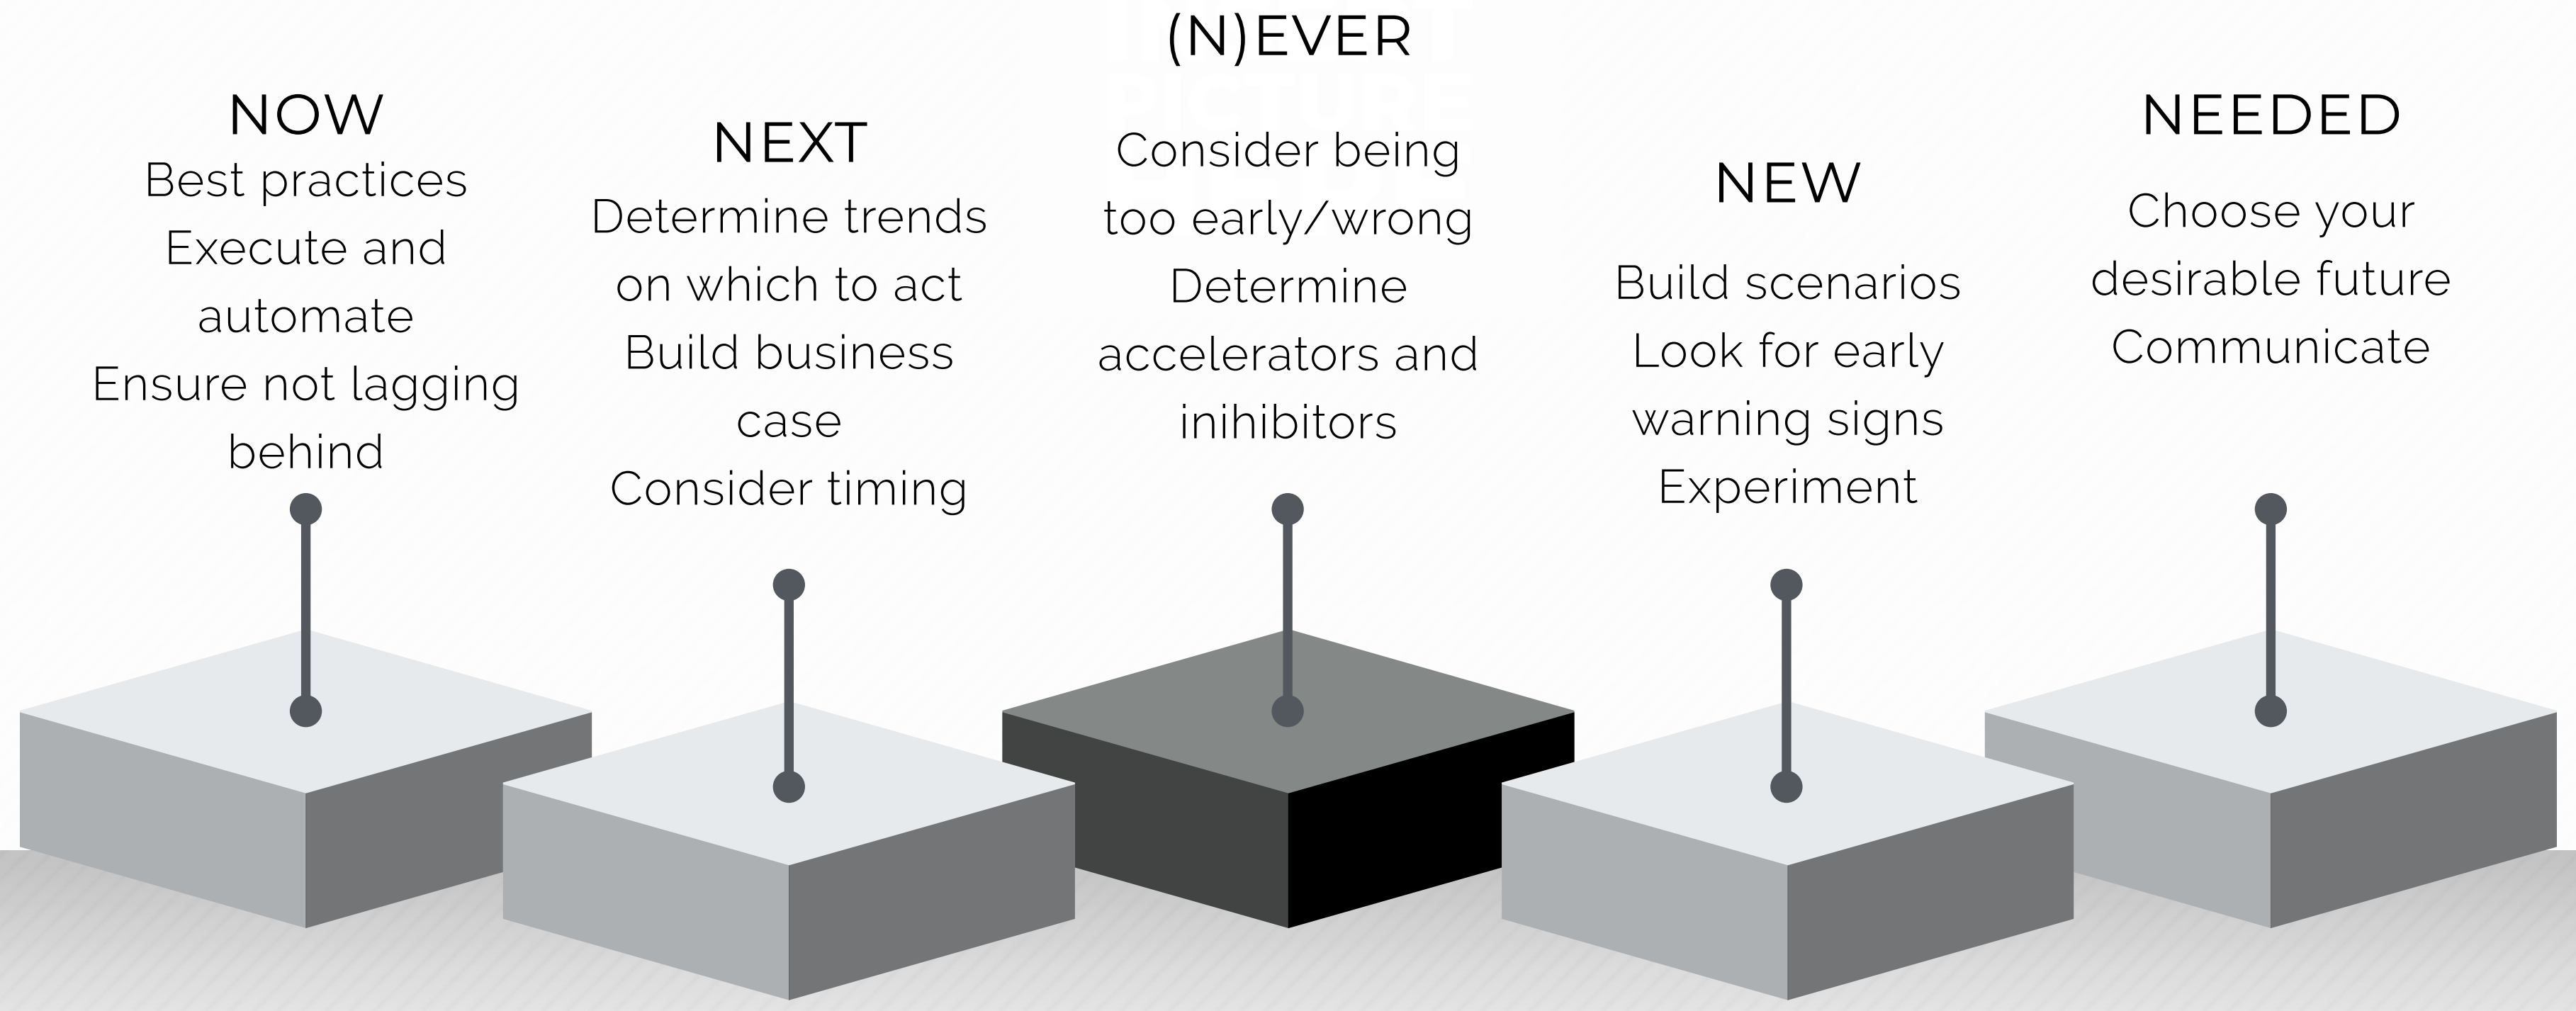 NOW
Best practices
Execute and
automate
Ensure not lagging
behind
NEXT
Determine trends
on which to act
Build business
case
Consider timing
(N)EVER
Consider being
too early/wrong
Determine
accelerators and
inihibitors
NEW
Build scenarios
Look for early
warning signs
Experiment
NEEDED
Choose your
desirable future
Communicate